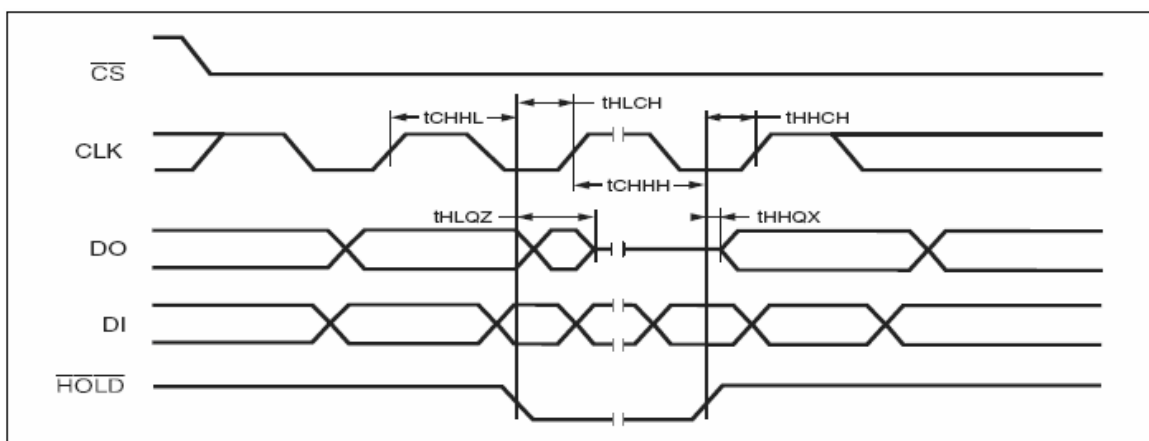 CS
tHLCH
tCHHL
tHHCH
CLK
tCHHH
tHLQZ
tHHQX
DO
DI
HOLD